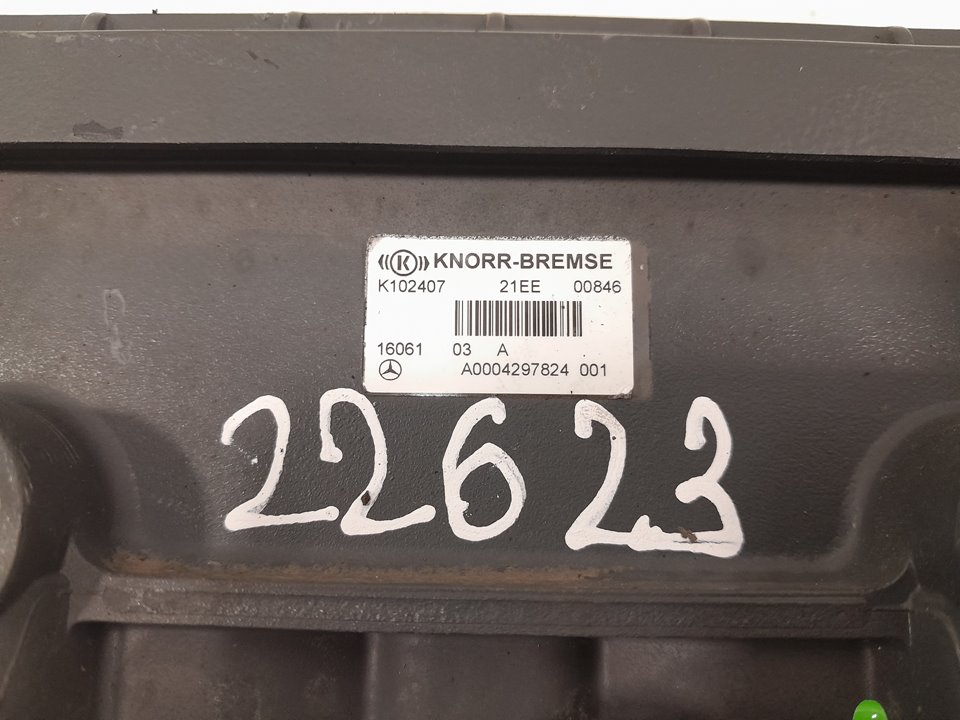 K KNORR-BREMSE
K102407 21EE 00846
16061 03 A
A0004297824 001
22623